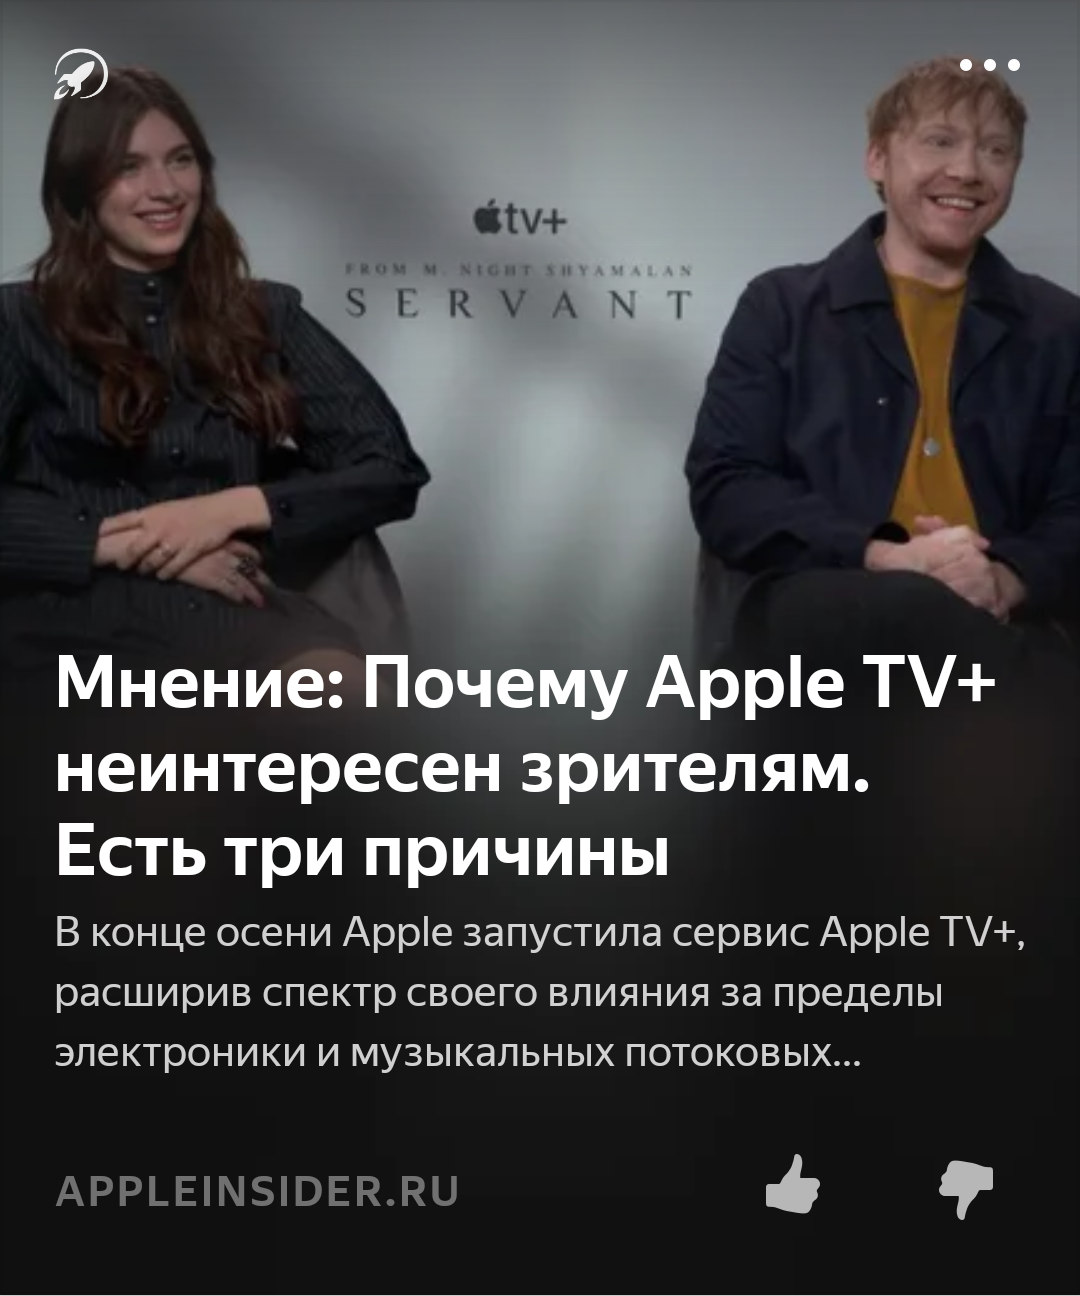 tv+
FROM M. NIGHT SHYAMALAN
SERVANT
Мнение: Почему Apple TV+
неинтересен зрителям.
Есть три причины
В конце осени Apple запустила сервис Apple TV+,
расширив спектр своего влияния за пределы
электроники и музыкальных потоковых...
APPLEINSIDER.RU